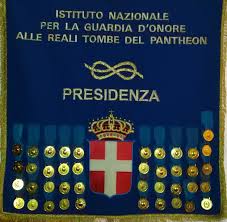 ISTITUTO NAZIONALE
PER LA GUARDIA D'ONORE
ALLE REALI TOMBE DEL PANTHEON
PRESIDENZA